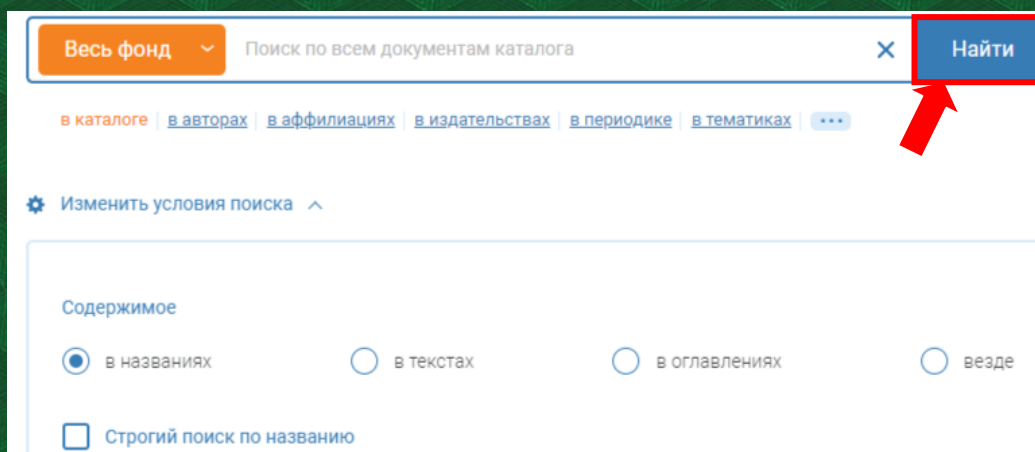 Весь фонд Поиск по всем документам каталога Найти
в каталоге в авторах в аффилиациях в издательствах в периодике в тематиках ...
Изменить условия поиска
Содержимое
в названиях в текстах в оглавлениях везде
Строгий поиск по названию